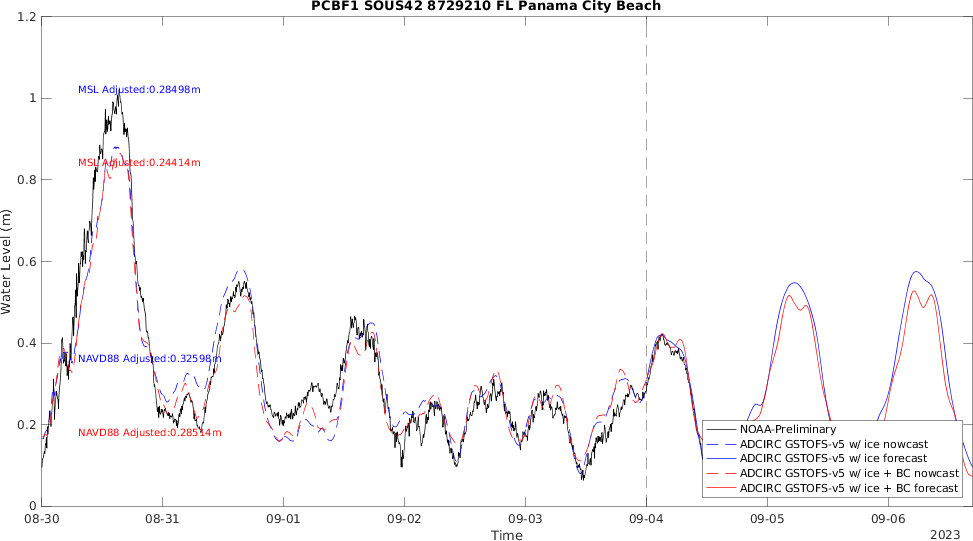 PCBF1 SOUS42 8729210 FL Panama City Beach
1.2
1
0.8
0.6
0.4
0.2
0
Water Level (m)
MSL Adjusted:0.28498m
MSL Adjusted:0.24414m
NAVD88 Adjusted:0.32598m
NAVD88 Adjusted:0.28514m
NOAA-Preliminary
ADCIRC GSTOFS-v5 w/ ice nowcast
ADCIRC GSTOFS-v5 w/ ice forecast
ADCIRC GSTOFS-v5 w/ ice + BC nowcast
ADCIRC GSTOFS-v5 w/ ice + BC forecast
08-30 08-31 09-01 09-02 09-03 09-04 09-05 09-06
Time
2023